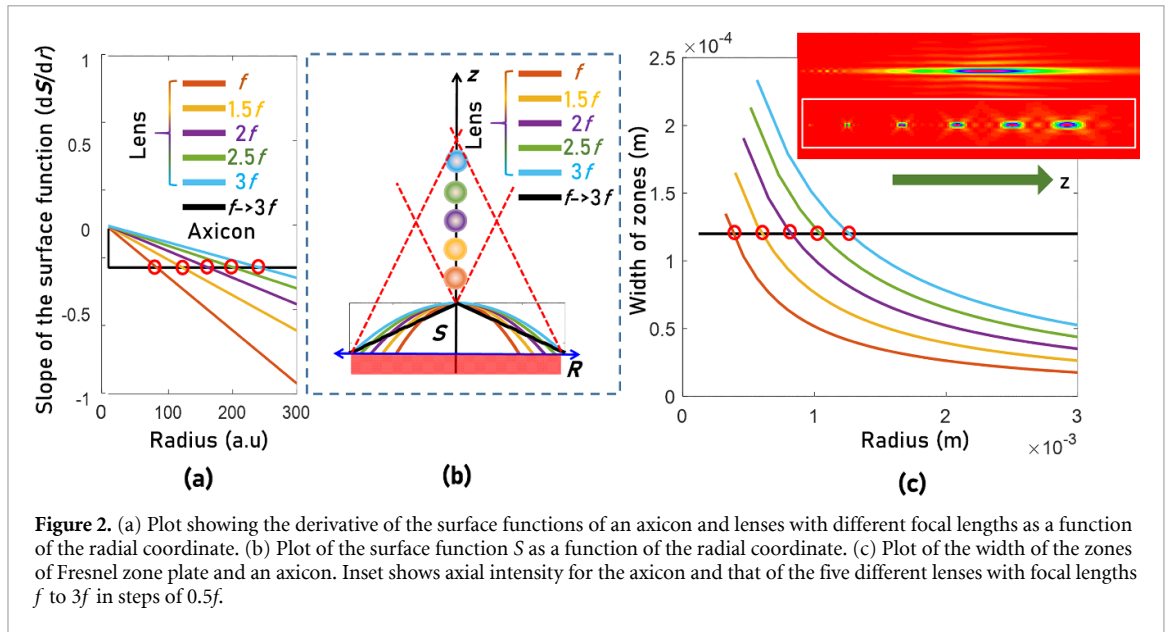 Slope of the surface function (dS/dr)
1
0.5
0
-0.5
-1
Lens
f
1.5f
2f
2.5f
3f
f->3f
Axicon
0
100
200
300
Radius (a.u)
(a)
z
Lens
f
1.5f
2f
2.5f
3f
f->3f
S
R
(b)
×10⁻⁴
Width of zones (m)
2.5
2
1.5
1
0.5
0
z
0
1
2
3
Radius (m)
×10⁻³
(c)
Figure 2. (a) Plot showing the derivative of the surface functions of an axicon and lenses with different focal lengths as a function
of the radial coordinate. (b) Plot of the surface function S as a function of the radial coordinate. (c) Plot of the width of the zones
of Fresnel zone plate and an axicon. Inset shows axial intensity for the axicon and that of the five different lenses with focal lengths
f to 3f in steps of 0.5f.